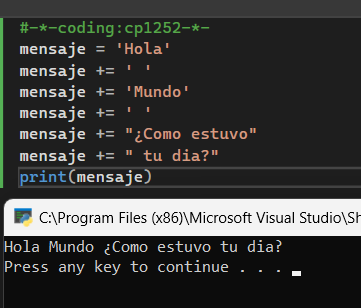 #-*-coding:cp1252-*-
mensaje = 'Hola'
mensaje += ' '
mensaje += 'Mundo'
mensaje += ' '
mensaje += "¿Como estuvo"
mensaje += " tu dia?"
print(mensaje)
C:\Program Files (x86)\Microsoft Visual Studio\Sh
Hola Mundo ¿Como estuvo tu dia?
Press any key to continue . . .